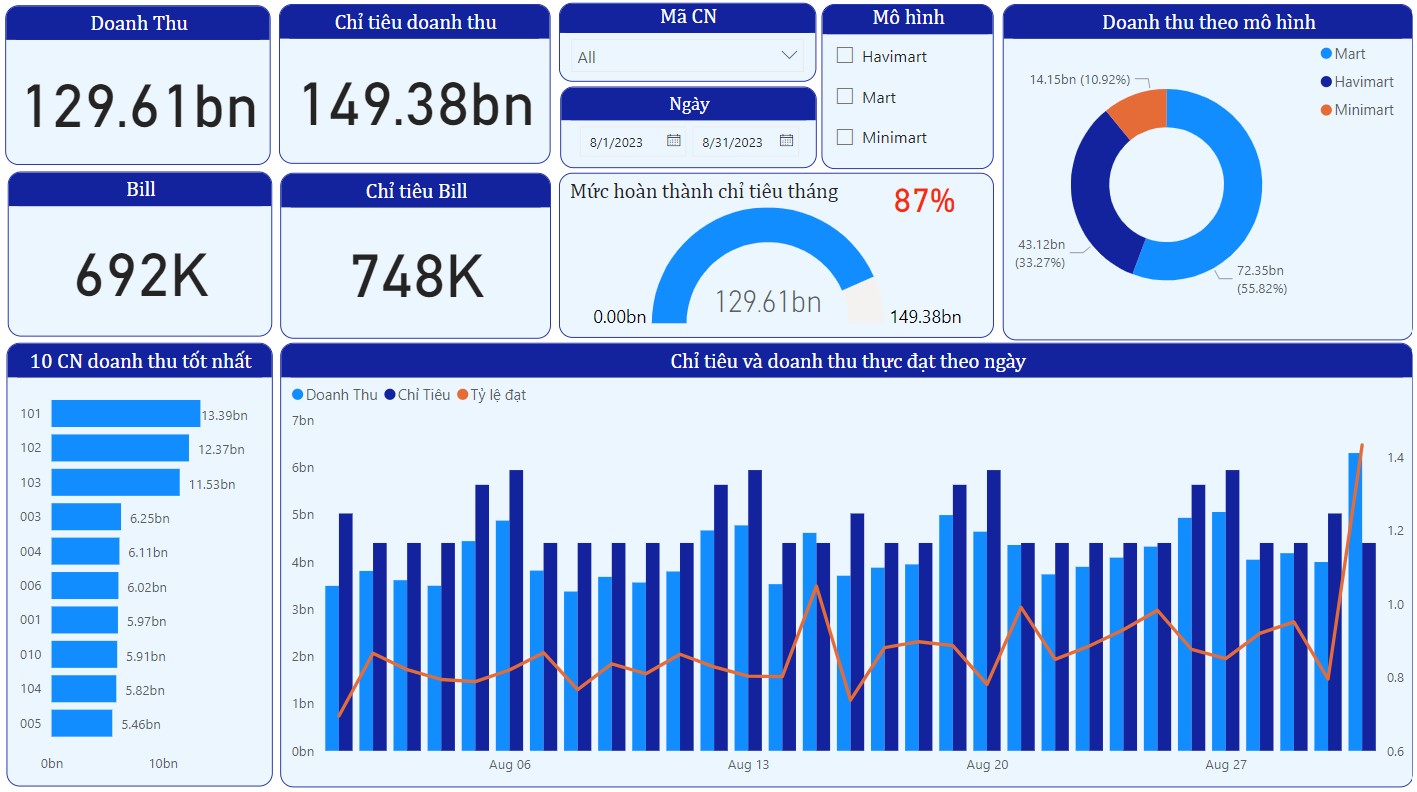 Doanh Thu
129.61bn
Chỉ tiêu doanh thu
149.38bn
Mã CN
All
Ngày
8/1/2023
8/31/2023
Mô hình
Havimart
Mart
Minimart
Doanh thu theo mô hình
Mart
Havimart
Minimart
14.15bn (10.92%)
43.12bn
(33.27%)
72.35bn
(55.82%)
Bill
692K
Chỉ tiêu Bill
748K
Mức hoàn thành chỉ tiêu tháng
87%
129.61bn
0.00bn
149.38bn
10 CN doanh thu tốt nhất
101 13.39bn
102 12.37bn
103 11.53bn
003 6.25bn
004 6.11bn
006 6.02bn
001 5.97bn
010 5.91bn
104 5.82bn
005 5.46bn
0bn 10bn
Chỉ tiêu và doanh thu thực đạt theo ngày
Doanh Thu Chỉ Tiêu Tỷ lệ đạt
7bn
6bn
5bn
4bn
3bn
2bn
1bn
0bn
1.4
1.2
1.0
0.8
0.6
Aug 06 Aug 13 Aug 20 Aug 27